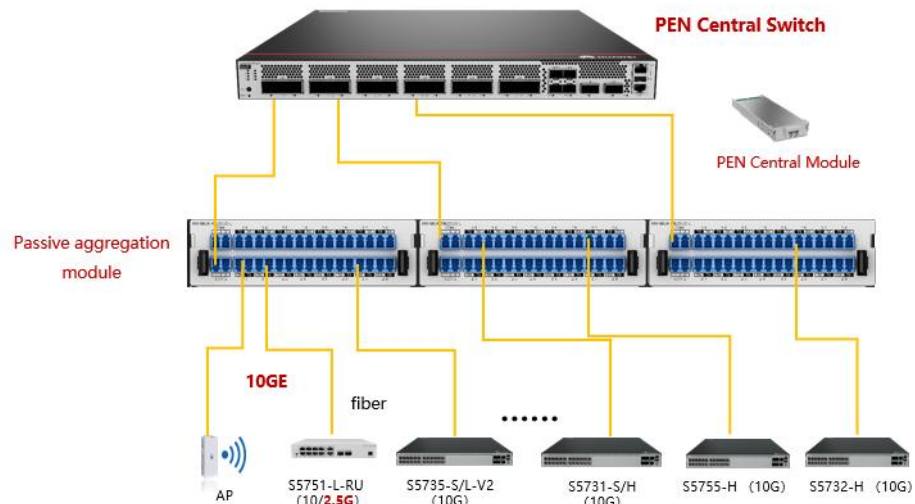 PEN Central Switch
PEN Central Module
Passive aggregation
module
10GE
fiber
......
AP
S5751-L-RU
(10/2.5G)
S5735-S/L-V2
(10G)
S5731-S/H
(10G)
S5755-H (10G)
S5732-H (10G)